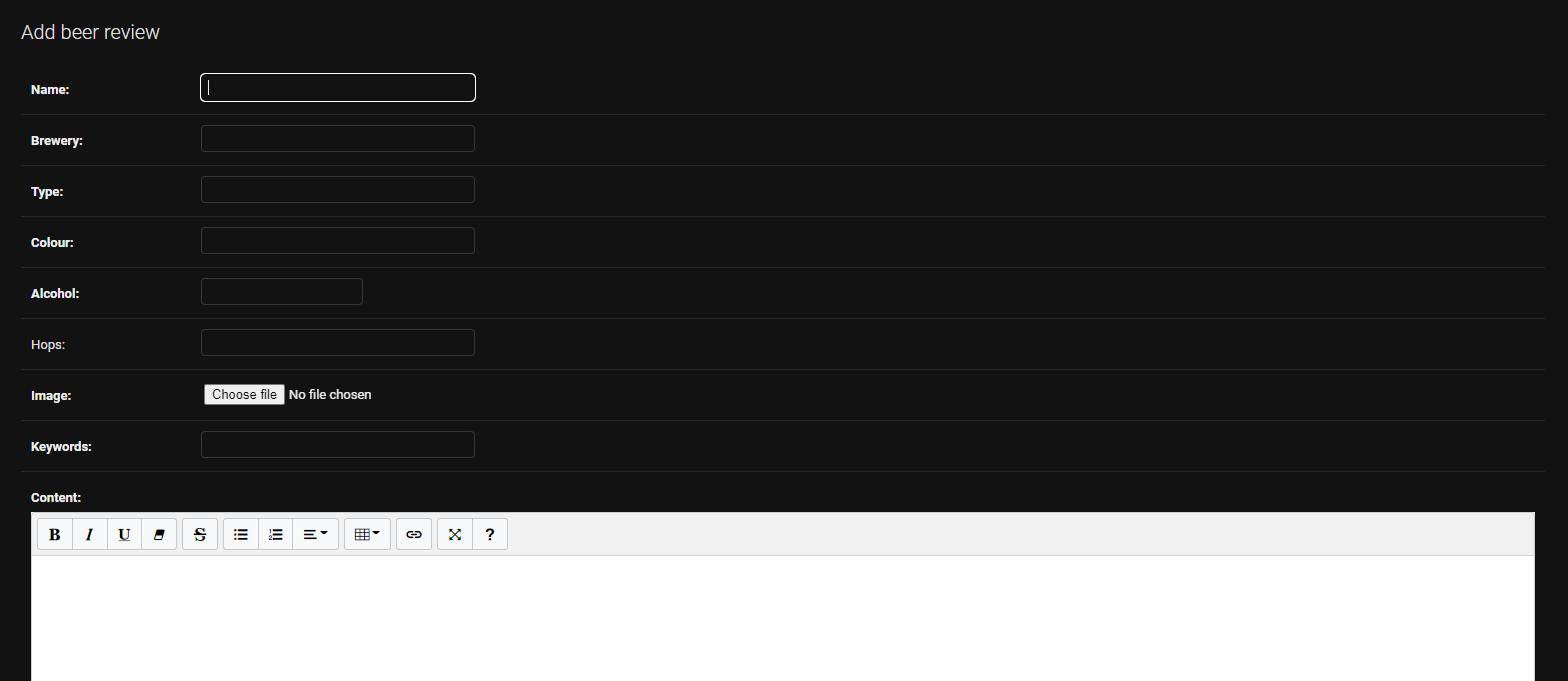 Add beer review
Name:
Brewery:
Type:
Colour:
Alcohol:
Hops:
Image: Choose file No file chosen
Keywords:
Content:
B I U S ?